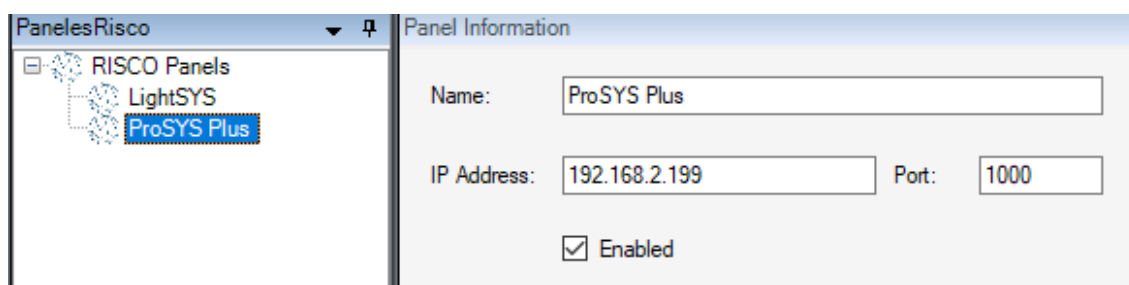 PanelesRisco
RISCO Panels
LightSYS
ProSYS Plus
Panel Information
Name: ProSYS Plus
IP Address: 192.168.2.199 Port: 1000
Enabled